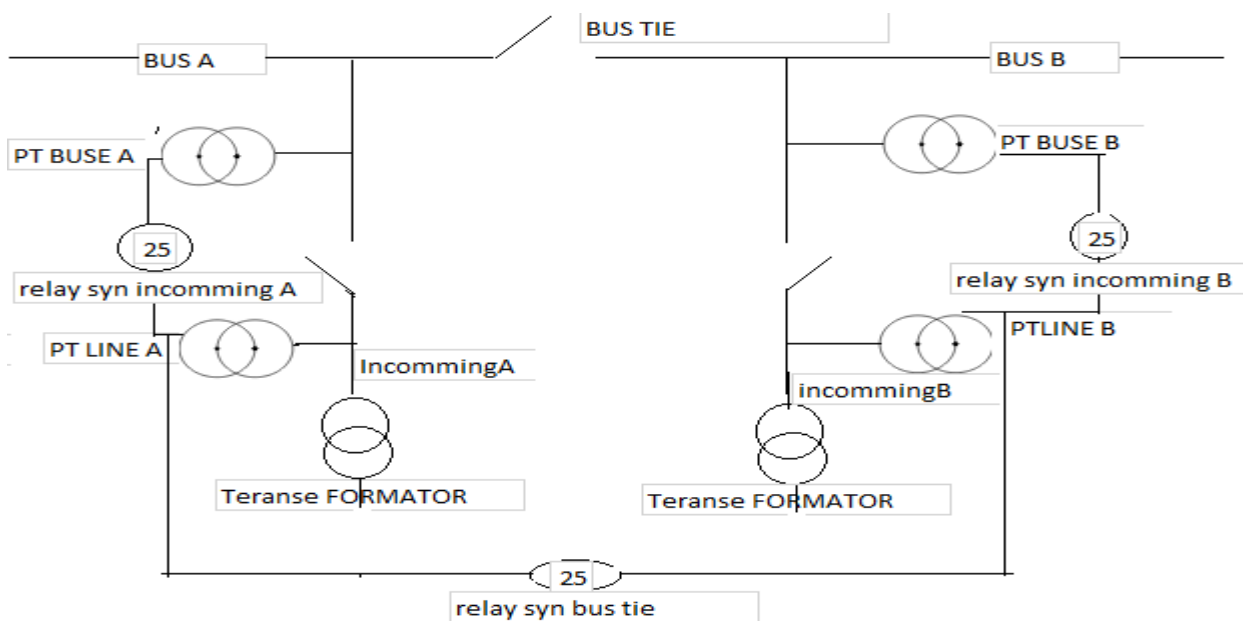 BUS TIE
BUS A
BUS B
PT BUSE A
PT BUSE B
25
25
relay syn incomming A
relay syn incomming B
PT LINE A
PTLINE B
IncommingA
incommingB
Teranse FORMATOR
Teranse FORMATOR
25
relay syn bus tie